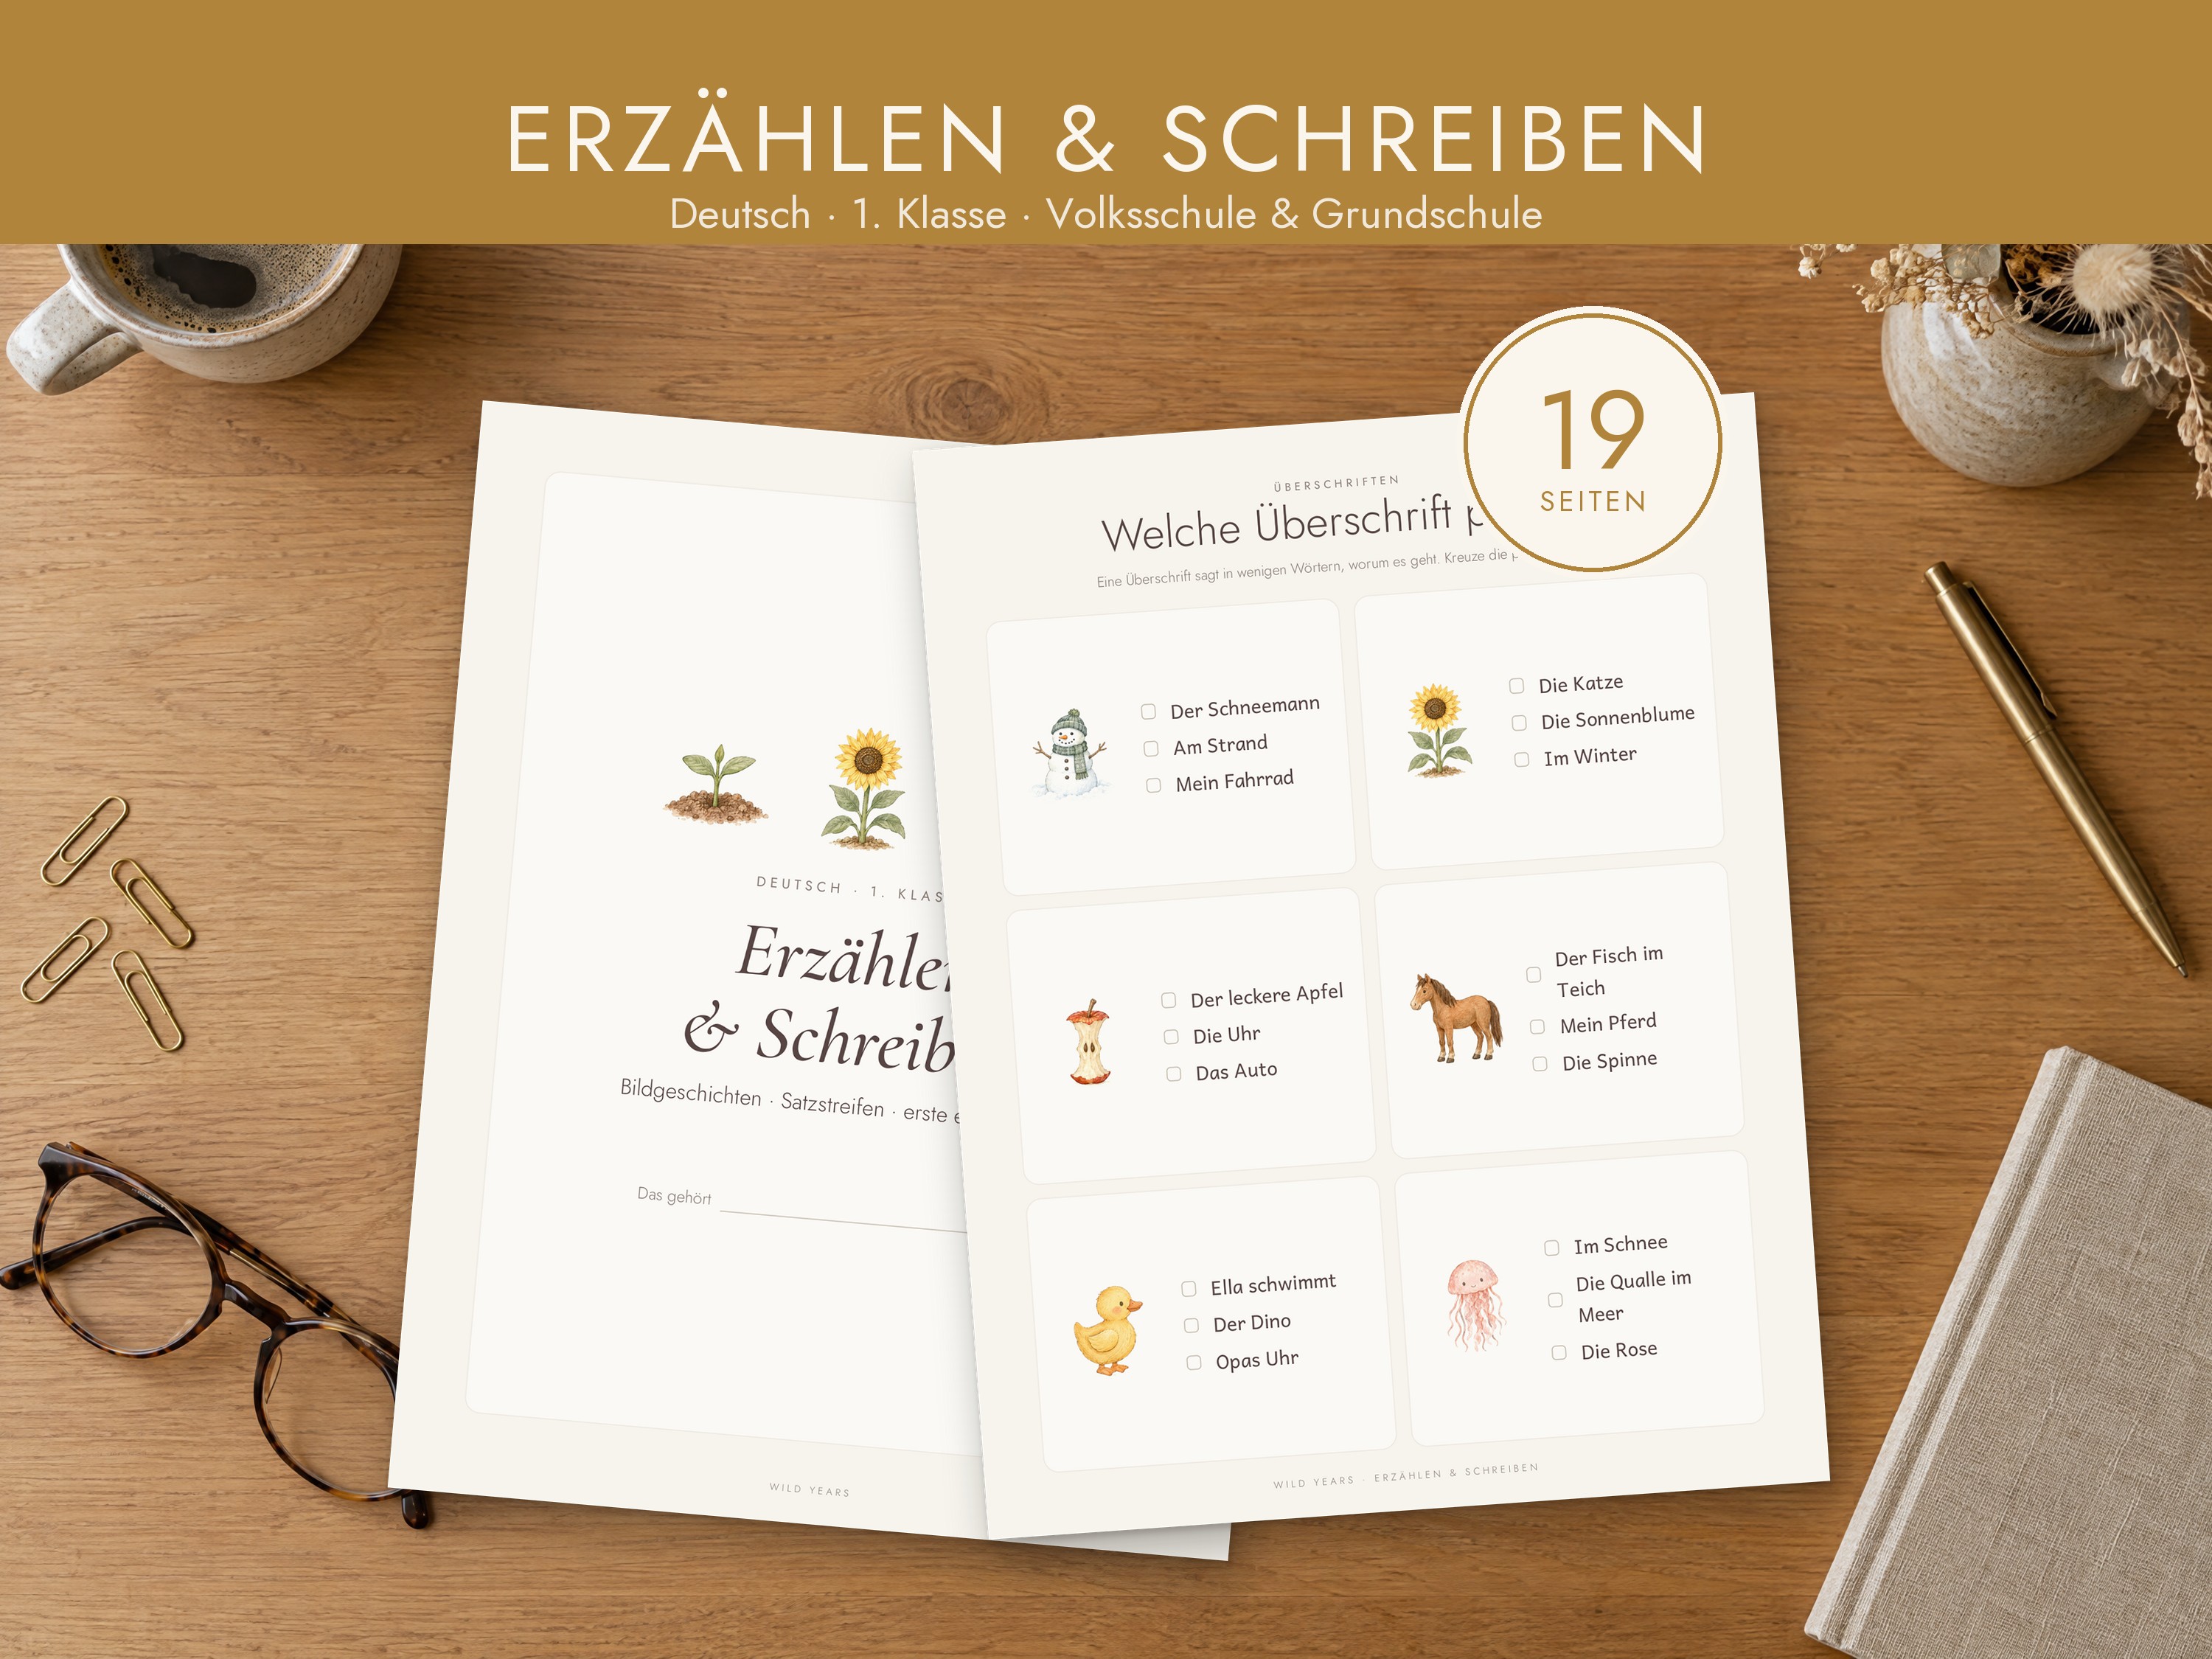 ERZÄHLEN & SCHREIBEN
Deutsch · 1. Klasse · Volksschule & Grundschule
19
SEITEN
DEUTSCH · 1.
Bildgeschichten · Satzstreifen · erste
Das gehört
WILD YEARS
ÜBERSCHRIFTEN
Welche Überschrift
Eine Überschrift sagt in wenigen Wörtern, worum es geht. Kreuze die
Der Schneemann
Am Strand
Mein Fahrrad
Die Katze
Die Sonnenblume
Im Winter
Der leckere Apfel
Die Uhr
Das Auto
Der Fisch im
Teich
Mein Pferd
Die Spinne
Ella schwimmt
Der Dino
Opas Uhr
Im Schnee
Die Qualle im
Meer
Die Rose
WILD YEARS · ERZÄHLEN & SCHREIBEN